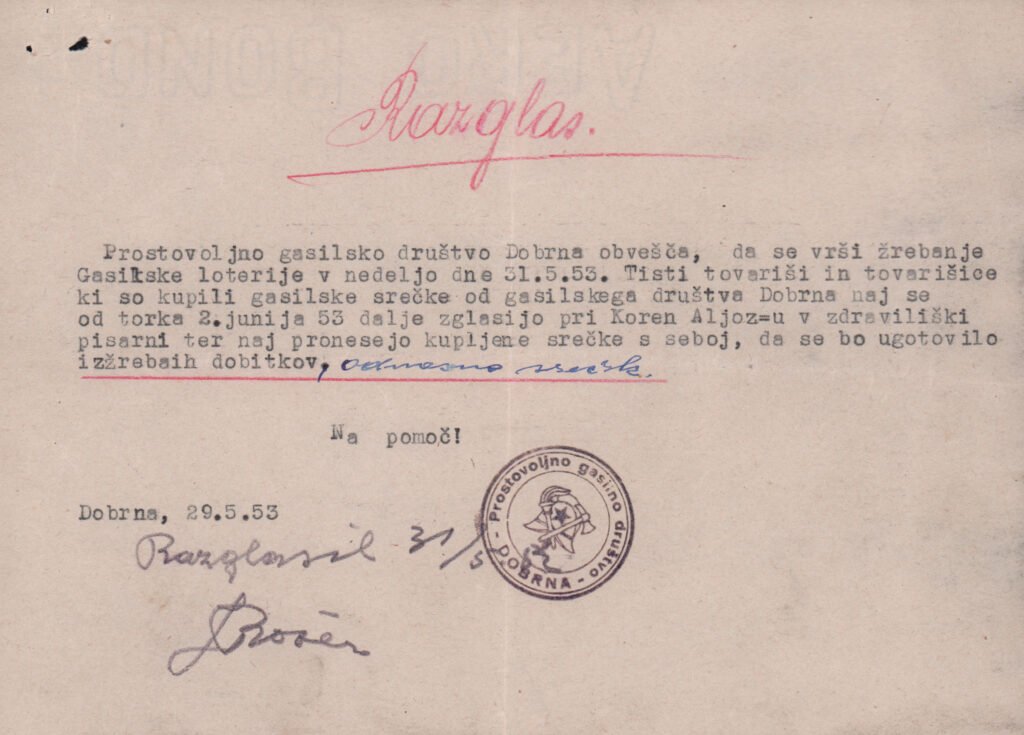 Razglas.
Prostovoljno gasilsko društvo Dobrna obvešča, da se vrši žrebanje
Gasilske loterije v nedeljo dne 31.5.53. Tisti tovariši in tovarišice
ki so kupili gasilske srečke od gasilskega društva Dobrna naj se
od torka 2.junija 53 dalje zglasijo pri Koren Aljoz=u v zdraviliški
pisarni ter naj pronesejo kupljene srečke s seboj, da se bo ugotovilo
izžrebaih dobitkov, odnosno srečk.
Na pomoč!
Prostovoljno gasilno društvo
- DOBRNA -
Dobrna, 29.5.53
Razglasil 31/5.